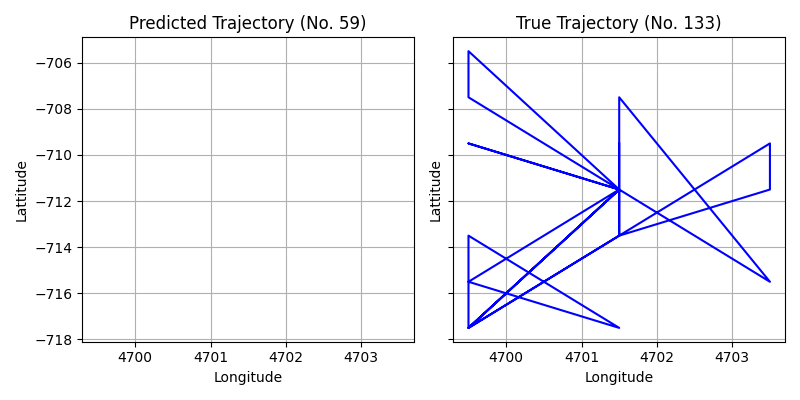 Predicted Trajectory (No. 59)
True Trajectory (No. 133)
−706
−708
−710
−712
−714
−716
−718
Lattitude
Lattitude
4700
4701
4702
4703
4700
4701
4702
4703
Longitude
Longitude